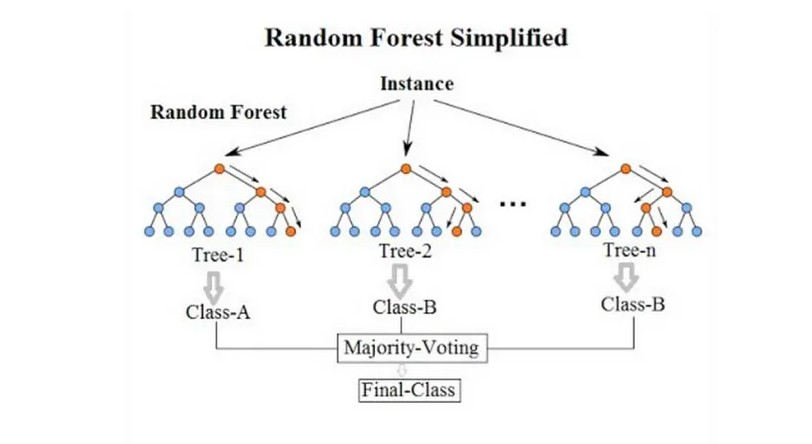 Random Forest Simplified
Instance
Random Forest
...
Tree-1
Tree-2
Tree-n
Class-A
Class-B
Class-B
Majority-Voting
Final-Class